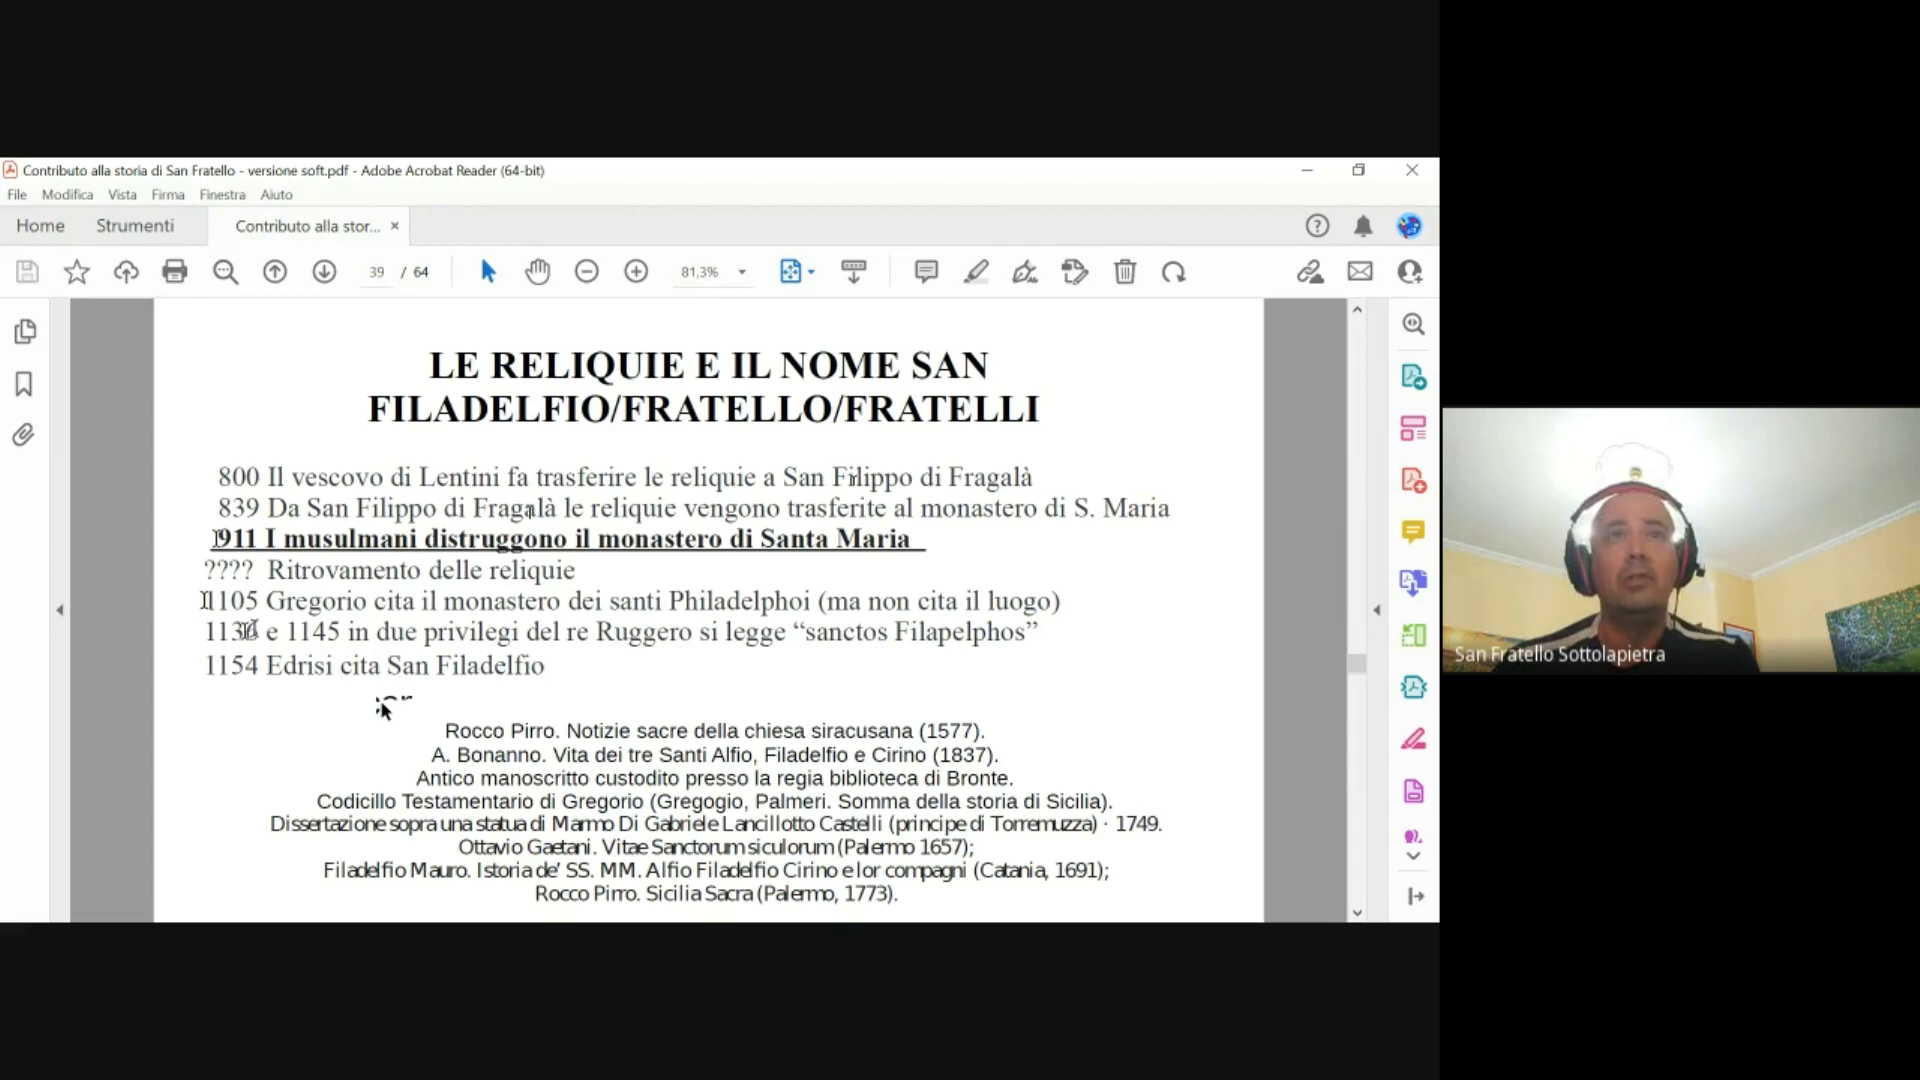 Contributo alla storia di San Fratello - versione soft.pdf - Adobe Acrobat Reader (64-bit)
File Modifica Vista Firma Finestra Aiuto
Home Strumenti Contributo alla stor...
39 / 64 81,3%
LE RELIQUIE E IL NOME SAN
FILADELFIO/FRATELLO/FRATELLI
800 Il vescovo di Lentini fa trasferire le reliquie a San Filippo di Fragalà
839 Da San Filippo di Fragalà le reliquie vengono trasferite al monastero di S. Maria
911 I musulmani distruggono il monastero di Santa Maria
???? Ritrovamento delle reliquie
1105 Gregorio cita il monastero dei santi Philadelphoi (ma non cita il luogo)
e 1145 in due privilegi del re Ruggero si legge “sanctos Filapelphos”
1154 Edrisi cita San Filadelfio
Rocco Pirro. Notizie sacre della chiesa siracusana (1577).
A. Bonanno. Vita dei tre Santi Alfio, Filadelfio e Cirino (1837).
Antico manoscritto custodito presso la regia biblioteca di Bronte.
Codicillo Testamentario di Gregorio (Gregogio, Palmeri. Somma della storia di Sicilia).
Dissertazione sopra una statua di Marmo Di Gabriele Lancillotto Castelli (principe di Torremuzza) · 1749.
Ottavio Gaetani. Vitae Sanctorum siculorum (Palermo 1657);
Filadelfio Mauro. Istoria de’ SS. MM. Alfio Filadelfio Cirino e lor compagni (Catania, 1691);
Rocco Pirro. Sicilia Sacra (Palermo, 1773).
San Fratello Sottolapietra